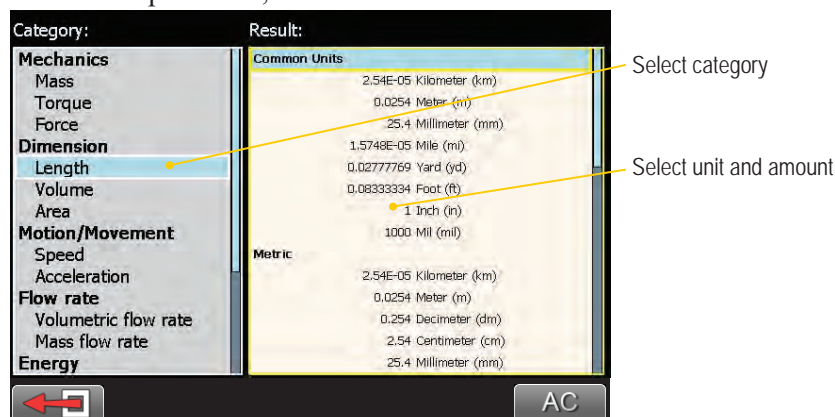 Category:
Mechanics
Mass
Torque
Force
Dimension
Length
Volume
Area
Motion/Movement
Speed
Acceleration
Flow rate
Volumetric flow rate
Mass flow rate
Energy
Result:
Common Units
2.54E-05 Kilometer (km)
0.0254 Meter (m)
25.4 Millimeter (mm)
1.5748E-05 Mile (mi)
0.02777769 Yard (yd)
0.08333334 Foot (ft)
1 Inch (in)
1000 Mil (mil)
Metric
2.54E-05 Kilometer (km)
0.0254 Meter (m)
0.254 Decimeter (dm)
2.54 Centimeter (cm)
25.4 Millimeter (mm)
AC
Select category
Select unit and amount